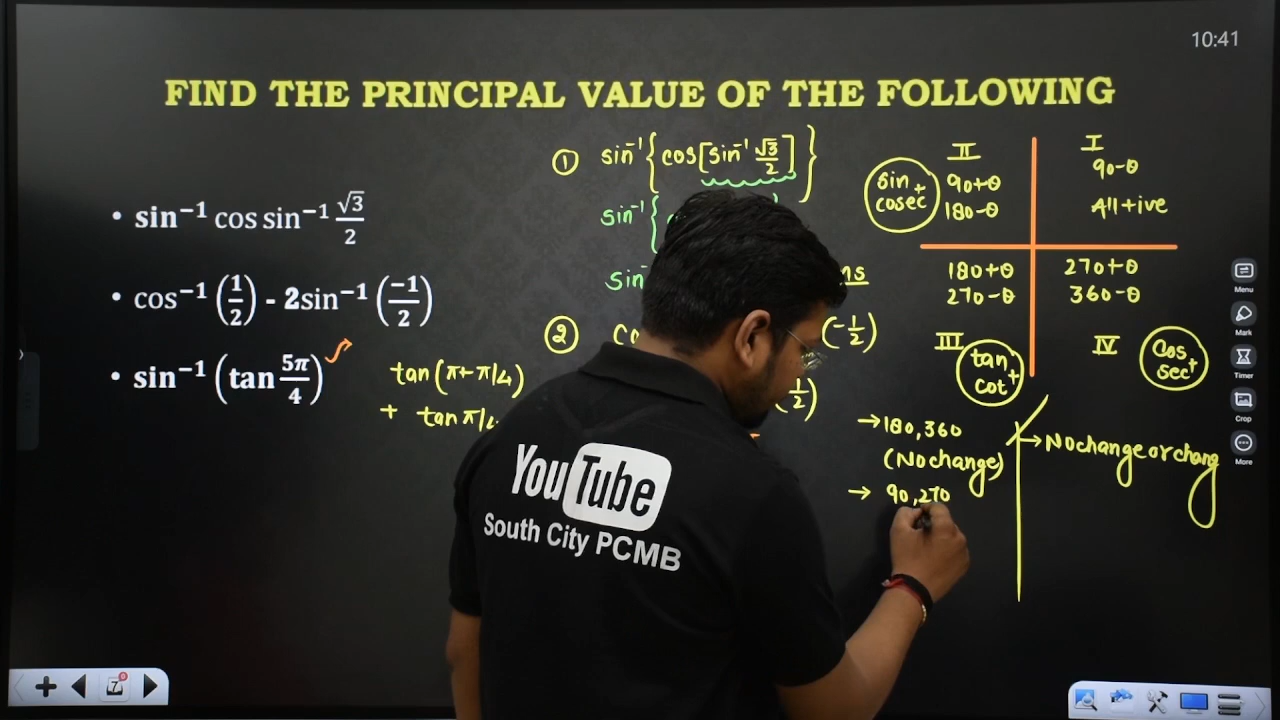 10:41
FIND THE PRINCIPAL VALUE OF THE FOLLOWING
• sin⁻¹ cos sin⁻¹ √3/2
• cos⁻¹ (1/2) - 2sin⁻¹ (-1/2)
• sin⁻¹ (tan 5π/4)
tan(π+π/4)
+ tan π/4
① sin⁻¹{cos[sin⁻¹ √3/2]}
sin⁻¹{
sin⁻¹
ns
②
(-1/2)
1/2)
II
sin +
cosec
90+θ
180-θ
I
90-θ
All +ive
180+θ
270-θ
III
tan +
cot
270+θ
360-θ
IV
cos
sec +
→180,360
(No change)
→ 90,270
→No change or chang
YouTube
South City PCMB
Menu
Mark
Timer
Crop
More
7